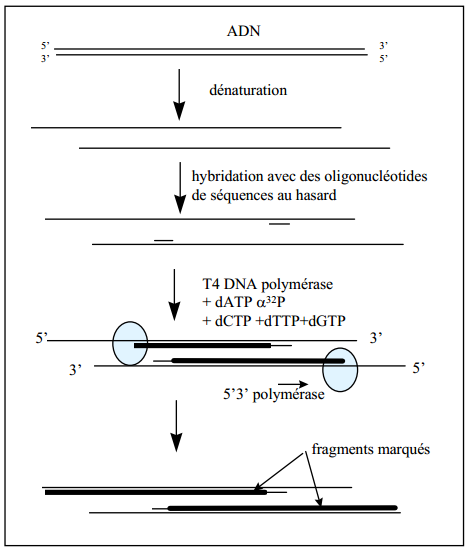 ADN
5' 3'
3' 5'
dénaturation
hybridation avec des oligonucléotides
de séquences au hasard
T4 DNA polymérase
+ dATP α³²P
+ dCTP +dTTP+dGTP
5' 3'
3' 5'
5'3' polymérase
fragments marqués